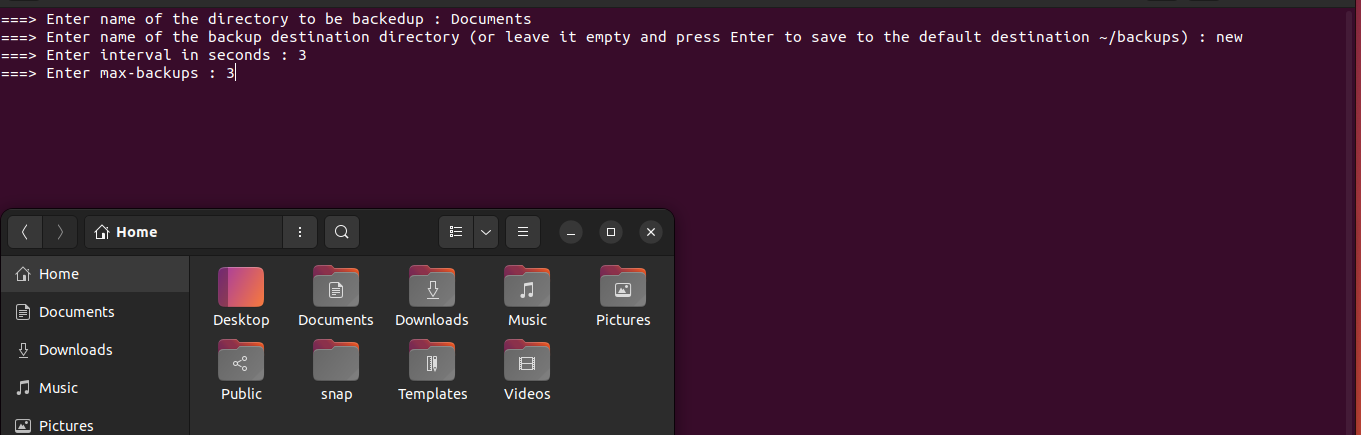 ===> Enter name of the directory to be backedup : Documents
===> Enter name of the backup destination directory (or leave it empty and press Enter to save to the default destination ~/backups) : new
===> Enter interval in seconds : 3
===> Enter max-backups : 3
Home
Home
Documents
Downloads
Music
Pictures
Desktop
Documents
Downloads
Music
Pictures
Public
snap
Templates
Videos